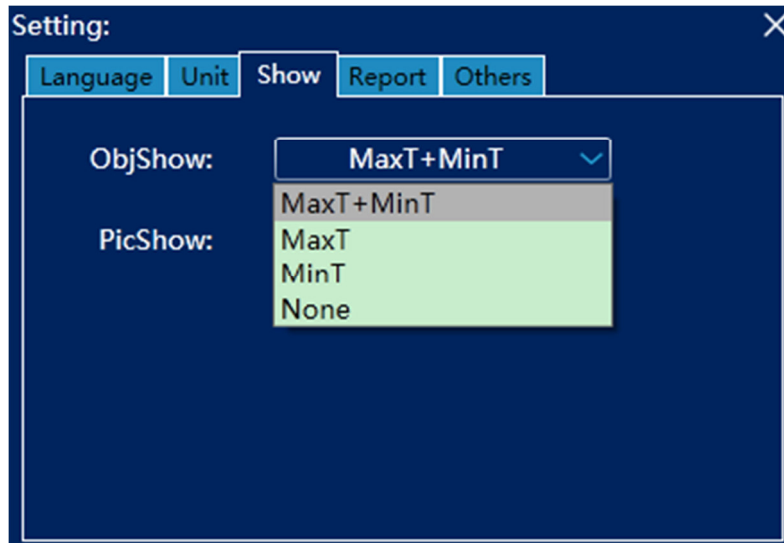 Setting:
Language Unit Show Report Others
ObjShow: MaxT+MinT
MaxT+MinT
PicShow:
MaxT
MinT
None